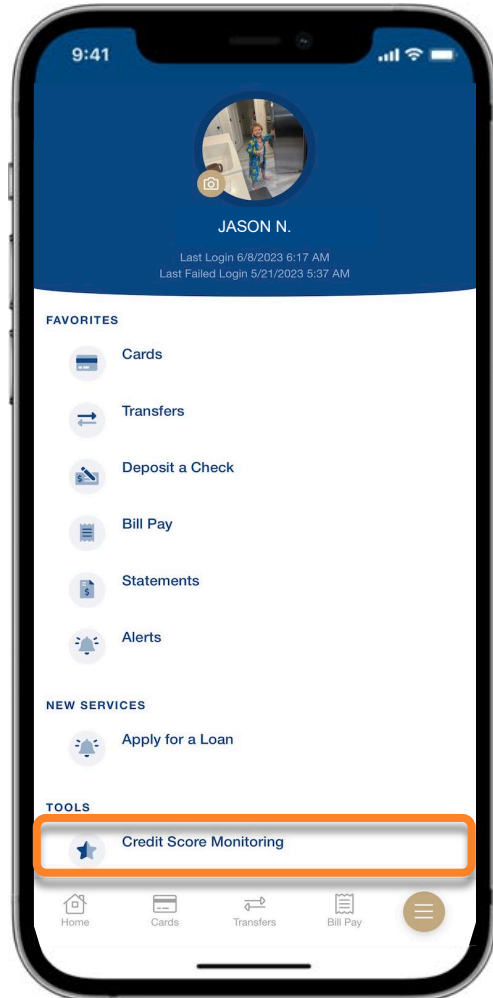 9:41
JASON N.
Last Login 6/8/2023 6:17 AM
Last Failed Login 5/21/2023 5:37 AM
FAVORITES
Cards
Transfers
Deposit a Check
Bill Pay
Statements
Alerts
NEW SERVICES
Apply for a Loan
TOOLS
Credit Score Monitoring
Home Cards Transfers Bill Pay